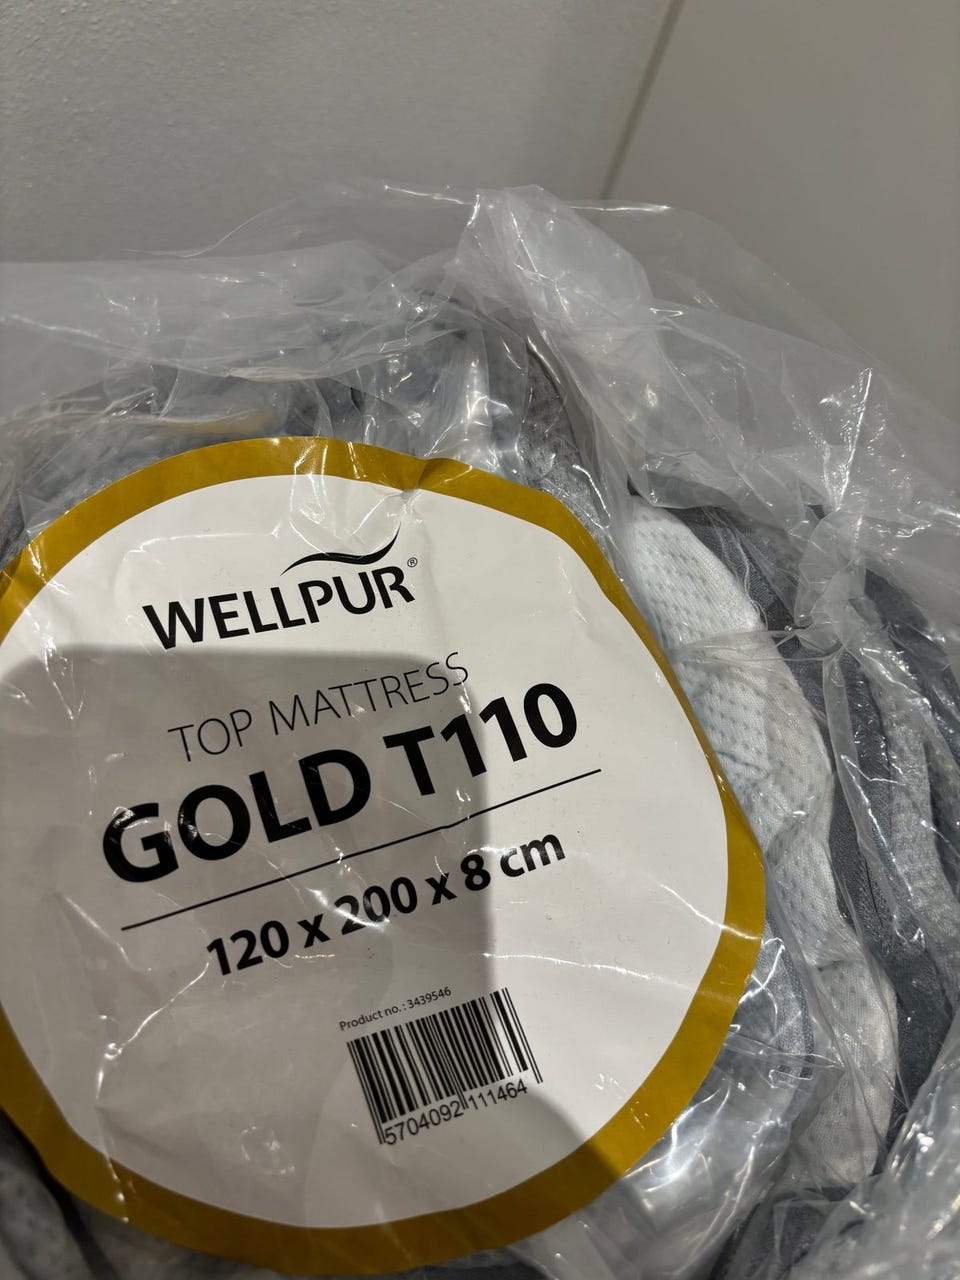 WELLPUR®
TOP MATTRESS
GOLD T110
120 x 200 x 8 cm
Product no.: 3439546
5704092 111464